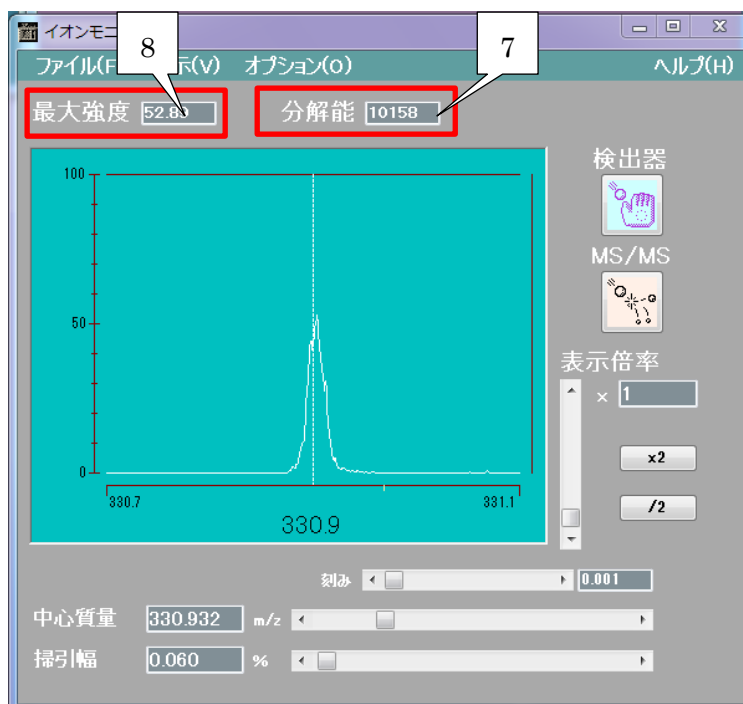 イオンモニ
8
7
ファイル(F 示(V) オプション(O) ヘルプ(H)
最大強度 52.8
分解能 10158
検出器
100
MS/MS
50
表示倍率
× 1
0
x2
330.7 331.1
/2
330.9
刻み 0.001
中心質量 330.932 m/z
掃引幅 0.060 %